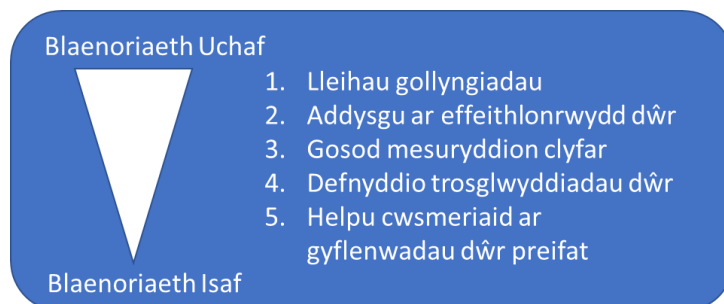 Blaenoriaeth Uchaf
1. Lleihau gollyngiadau
2. Addysgu ar effeithlonrwydd dŵr
3. Gosod mesuryddion clyfar
4. Defnyddio trosglwyddiadau dŵr
5. Helpu cwsmeriaid ar
gyflenwadau dŵr preifat
Blaenoriaeth Isaf